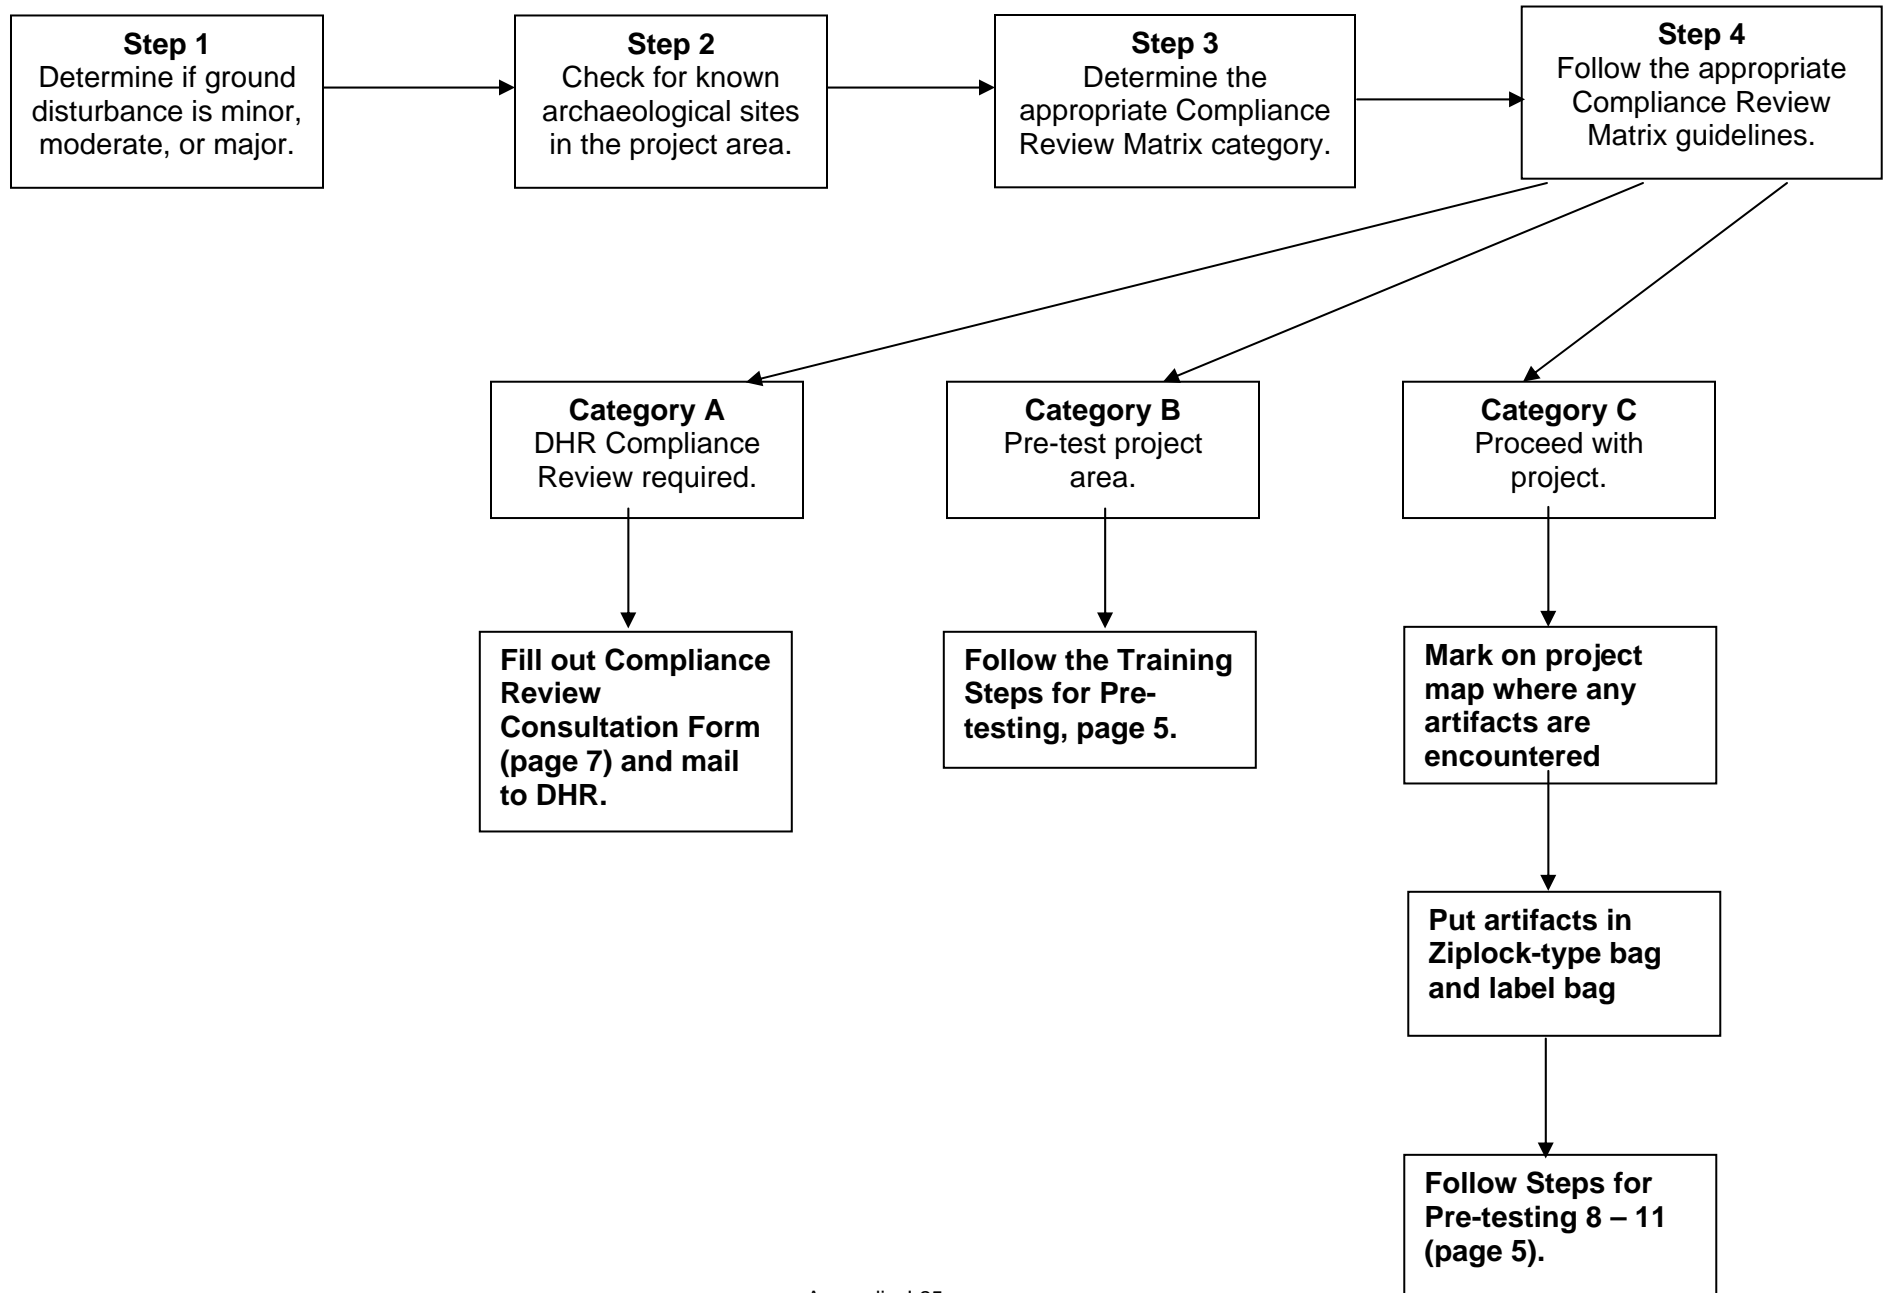 Step 1
Determine if ground
disturbance is minor,
moderate, or major.
Step 2
Check for known
archaeological sites
in the project area.
Step 3
Determine the
appropriate Compliance
Review Matrix category.
Step 4
Follow the appropriate
Compliance Review
Matrix guidelines.
Category A
DHR Compliance
Review required.
Category B
Pre-test project
area.
Category C
Proceed with
project.
Fill out Compliance
Review
Consultation Form
(page 7) and mail
to DHR.
Follow the Training
Steps for Pre-
testing, page 5.
Mark on project
map where any
artifacts are
encountered
Put artifacts in
Ziplock-type bag
and label bag
Follow Steps for
Pre-testing 8 – 11
(page 5).